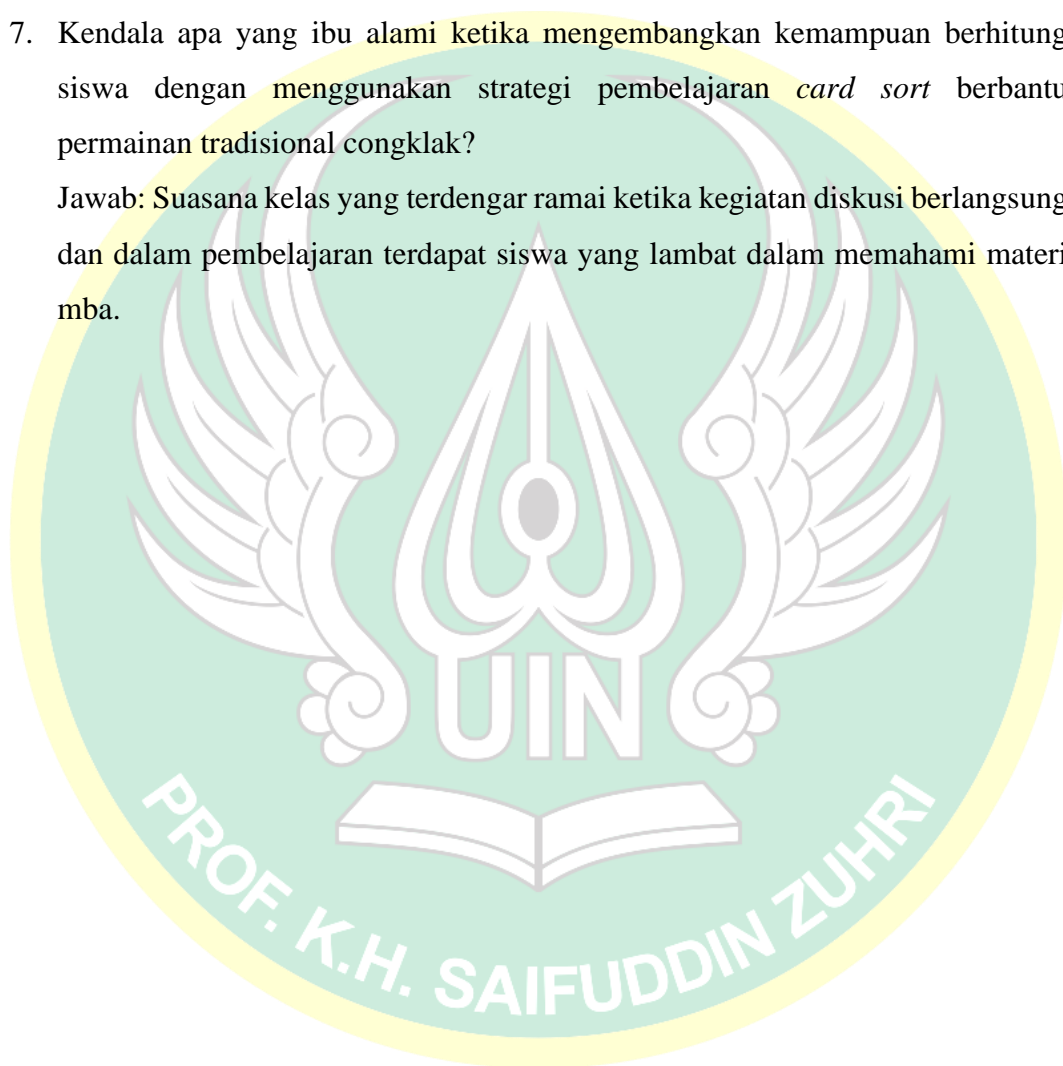 7. Kendala apa yang ibu alami ketika mengembangkan kemampuan berhitung
siswa dengan menggunakan strategi pembelajaran card sort berbantu
permainan tradisional congklak?
Jawab: Suasana kelas yang terdengar ramai ketika kegiatan diskusi berlangsung
dan dalam pembelajaran terdapat siswa yang lambat dalam memahami materi
mba.
UIN
PROF. K.H. SAIFUDDIN ZUHRI